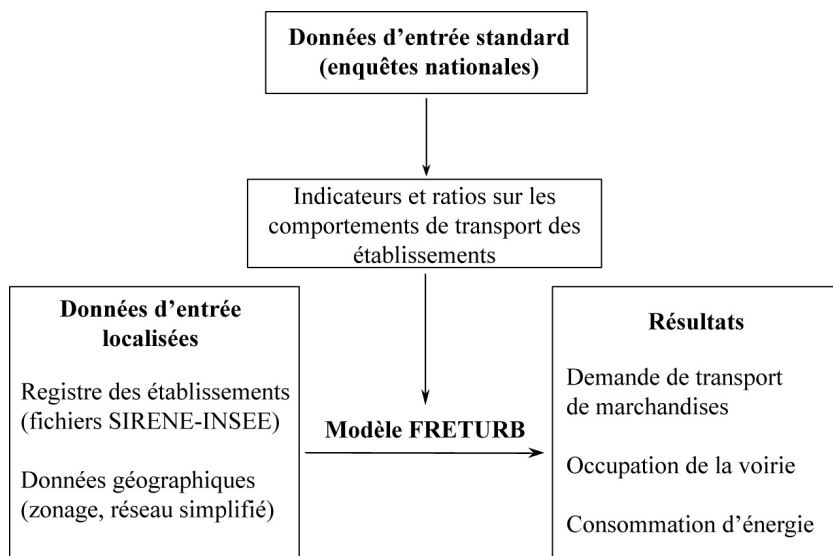 Données d’entrée standard
(enquêtes nationales)
Indicateurs et ratios sur les
comportements de transport des
établissements
Données d’entrée
localisées
Registre des établissements
(fichiers SIRENE-INSEE)
Données géographiques
(zonage, réseau simplifié)
Modèle FRETURB
Résultats
Demande de transport
de marchandises
Occupation de la voirie
Consommation d’énergie